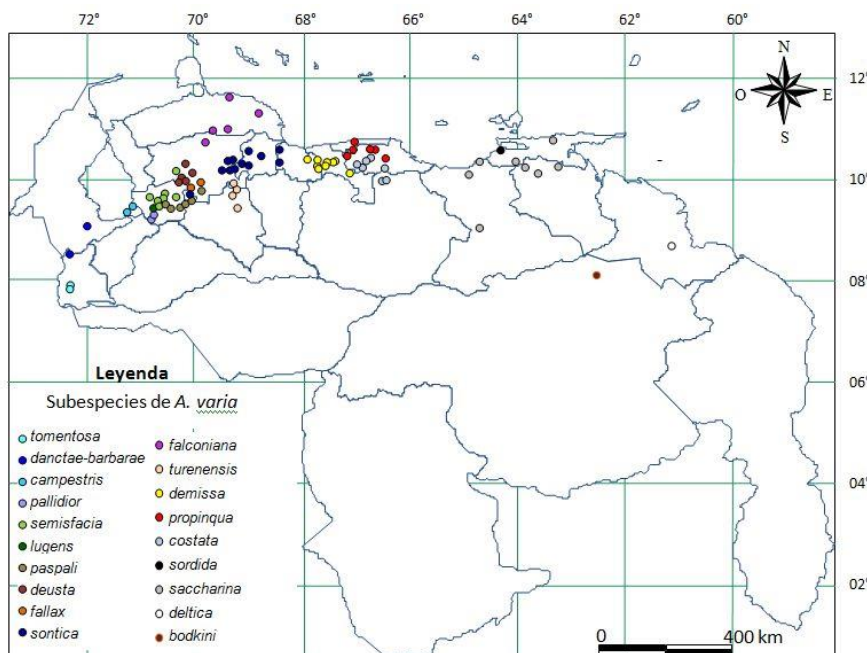 72° 70° 68° 66° 64° 62° 60°
N
O E
S
12°
10°
08°
06°
04°
02°
Leyenda
Subespecies de A. varia
tomentosa
danctae-barbarae
campestris
pallidior
semisfacia
lugens
paspali
deusta
fallax
sontica
falconiana
turenensis
demissa
propinqua
costata
sordida
saccharina
deltica
bodkini
0 400 km